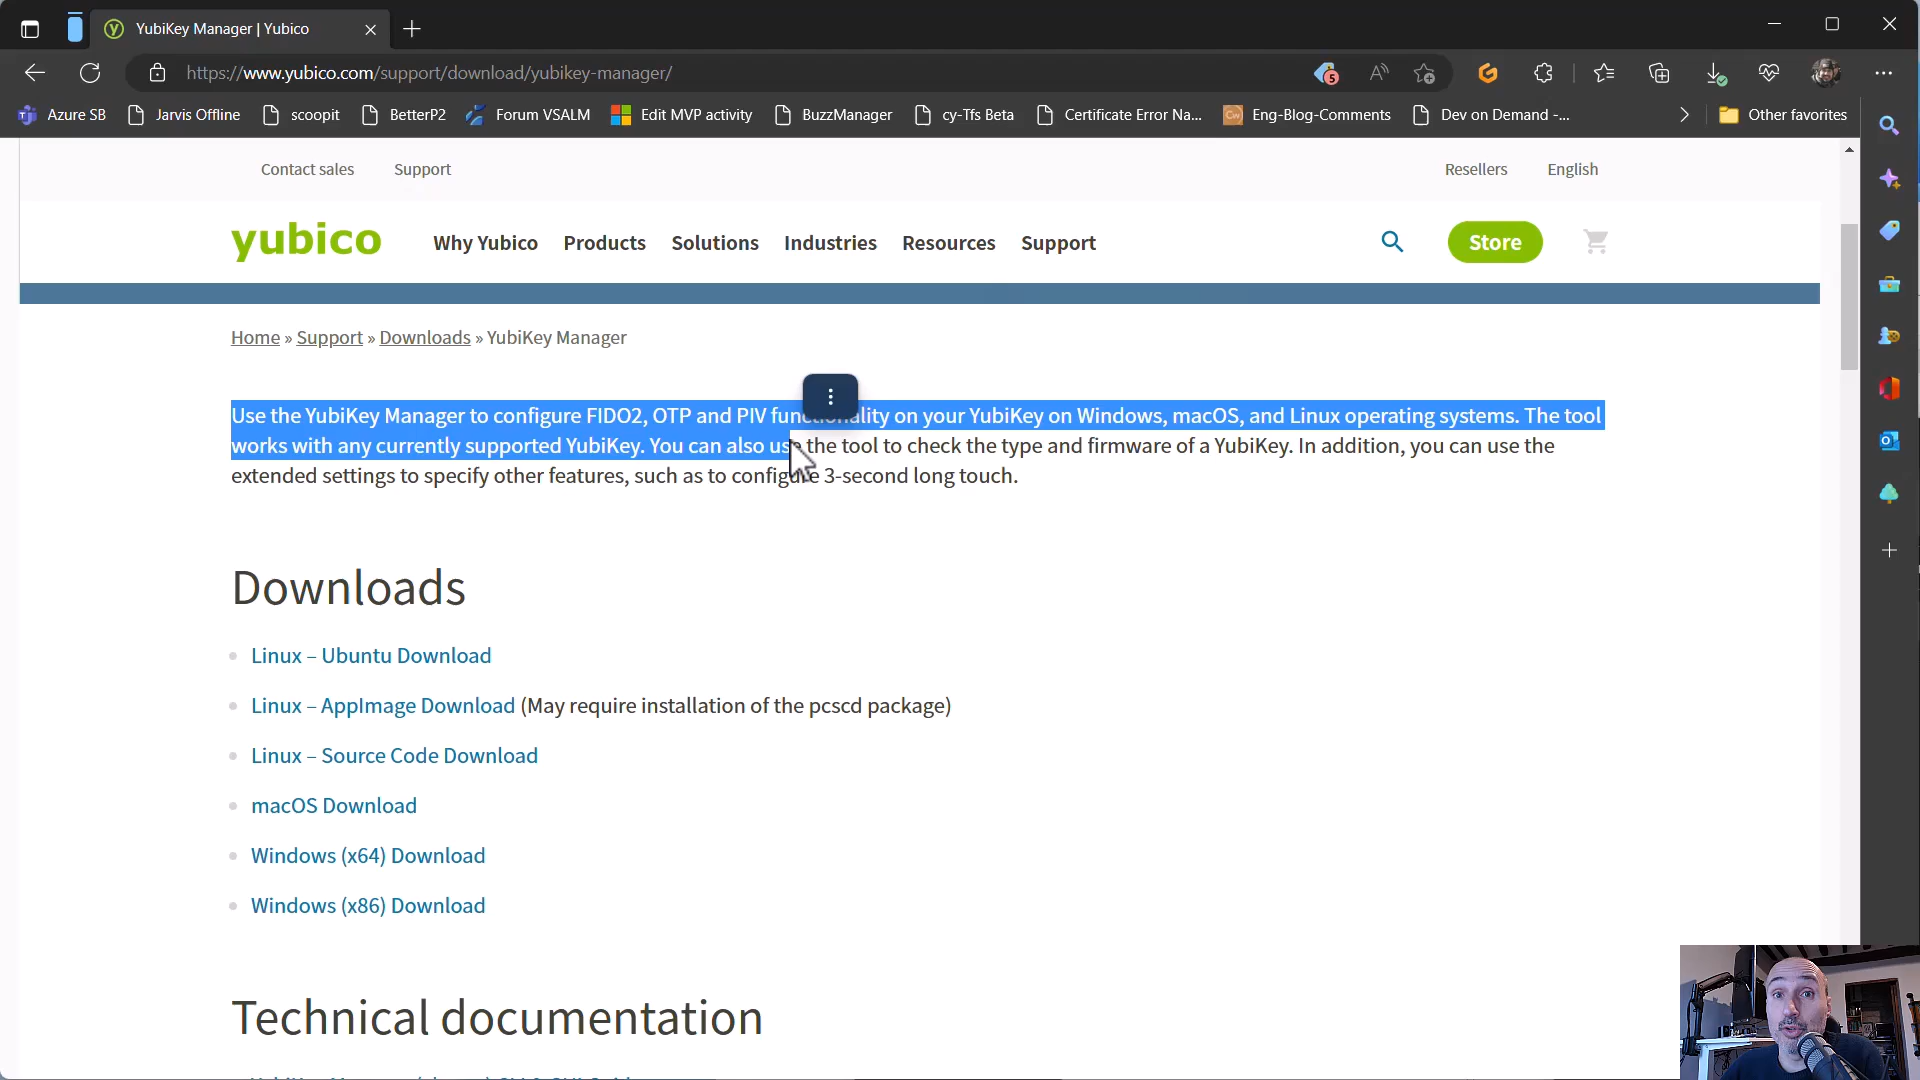 YubiKey Manager | Yubico
https://www.yubico.com/support/download/yubikey-manager/
5
Azure SB
Jarvis Offline
scoopit
BetterP2
Forum VSALM
Edit MVP activity
BuzzManager
cy-Tfs Beta
Certificate Error Na...
Cw
Eng-Blog-Comments
Dev on Demand -...
Other favorites
Contact sales
Support
Resellers
English
yubico
Why Yubico
Products
Solutions
Industries
Resources
Support
Store
Home » Support » Downloads » YubiKey Manager
Use the YubiKey Manager to configure FIDO2, OTP and PIV functionality on your YubiKey on Windows, macOS, and Linux operating systems. The tool
works with any currently supported YubiKey. You can also use the tool to check the type and firmware of a YubiKey. In addition, you can use the
extended settings to specify other features, such as to configure 3-second long touch.
Downloads
Linux – Ubuntu Download
Linux – AppImage Download (May require installation of the pcscd package)
Linux – Source Code Download
macOS Download
Windows (x64) Download
Windows (x86) Download
Technical documentation